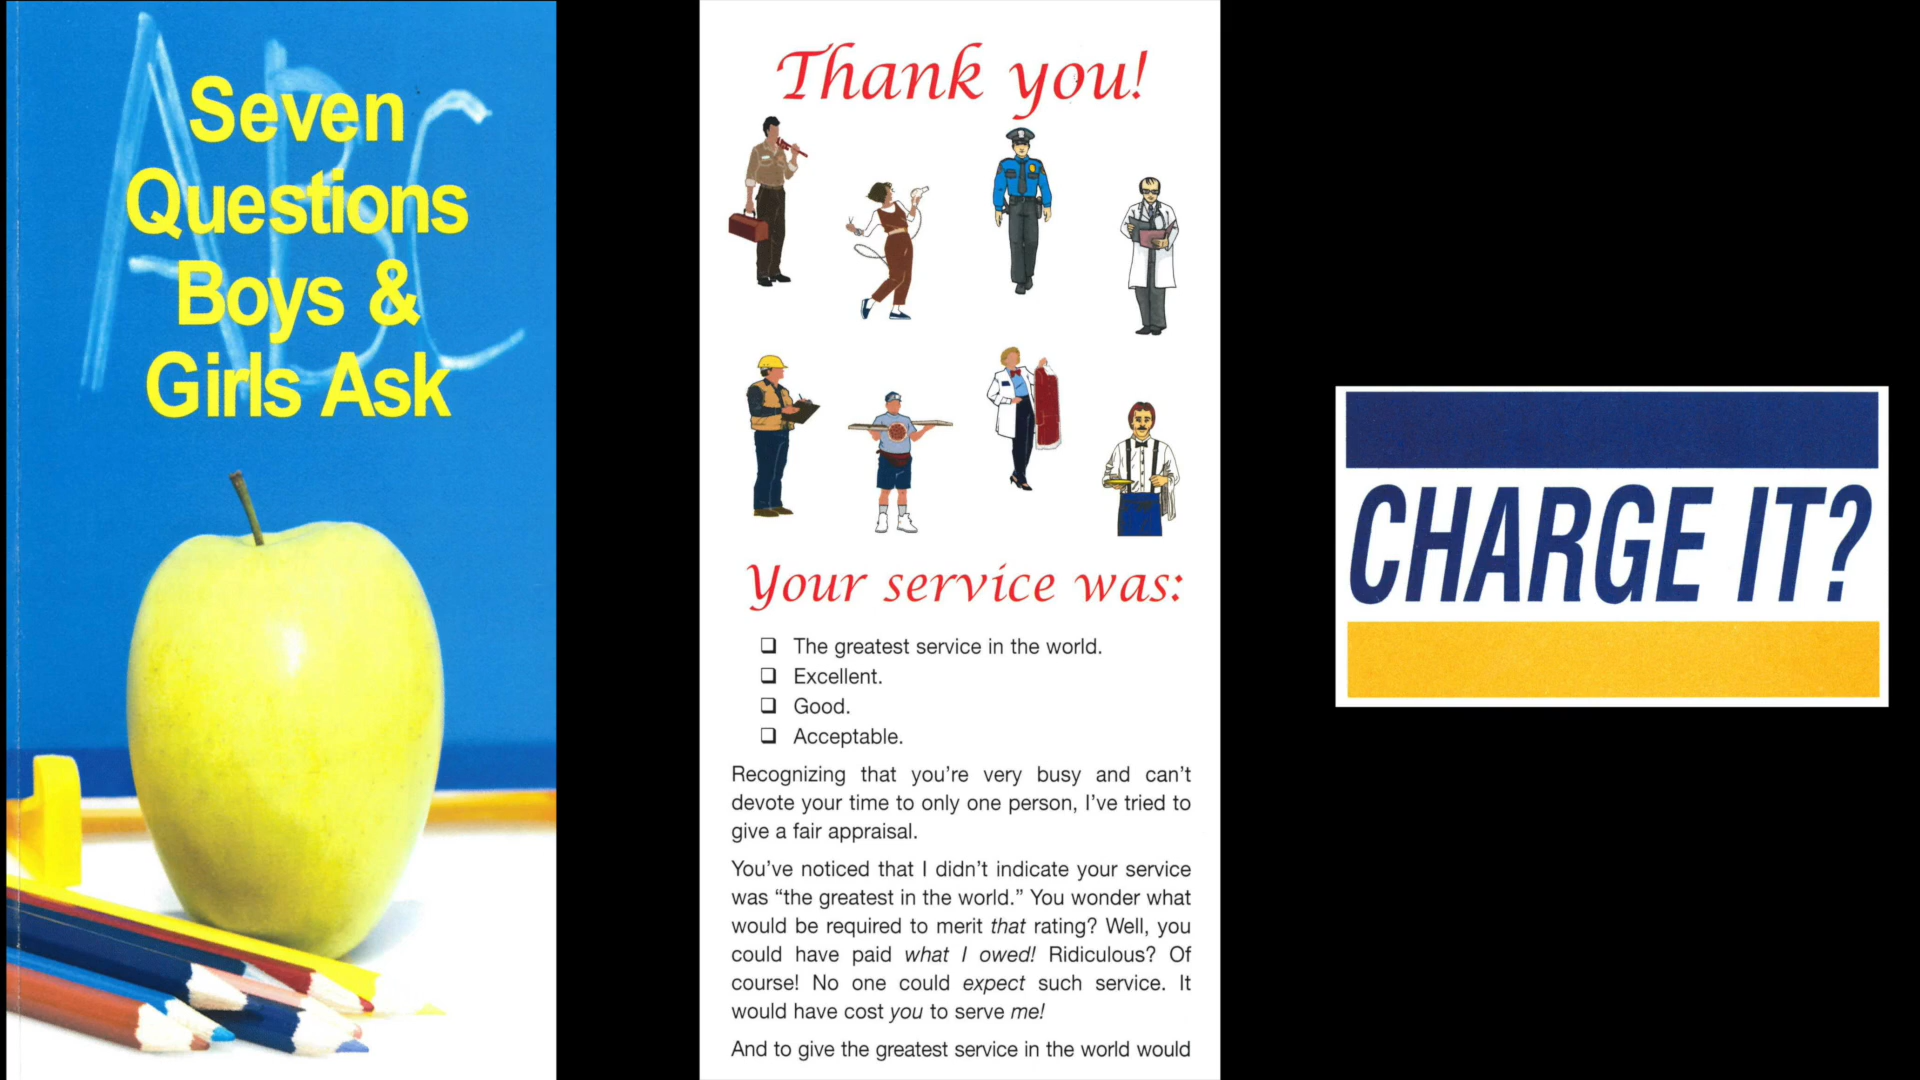 ABC
Seven
Questions
Boys &
Girls Ask
Thank you!
Your service was:
❑ The greatest service in the world.
❑ Excellent.
❑ Good.
❑ Acceptable.
Recognizing that you're very busy and can't
devote your time to only one person, I've tried to
give a fair appraisal.
You've noticed that I didn't indicate your service
was “the greatest in the world.” You wonder what
would be required to merit that rating? Well, you
could have paid what I owed! Ridiculous? Of
course! No one could expect such service. It
would have cost you to serve me!
And to give the greatest service in the world would
CHARGE IT?